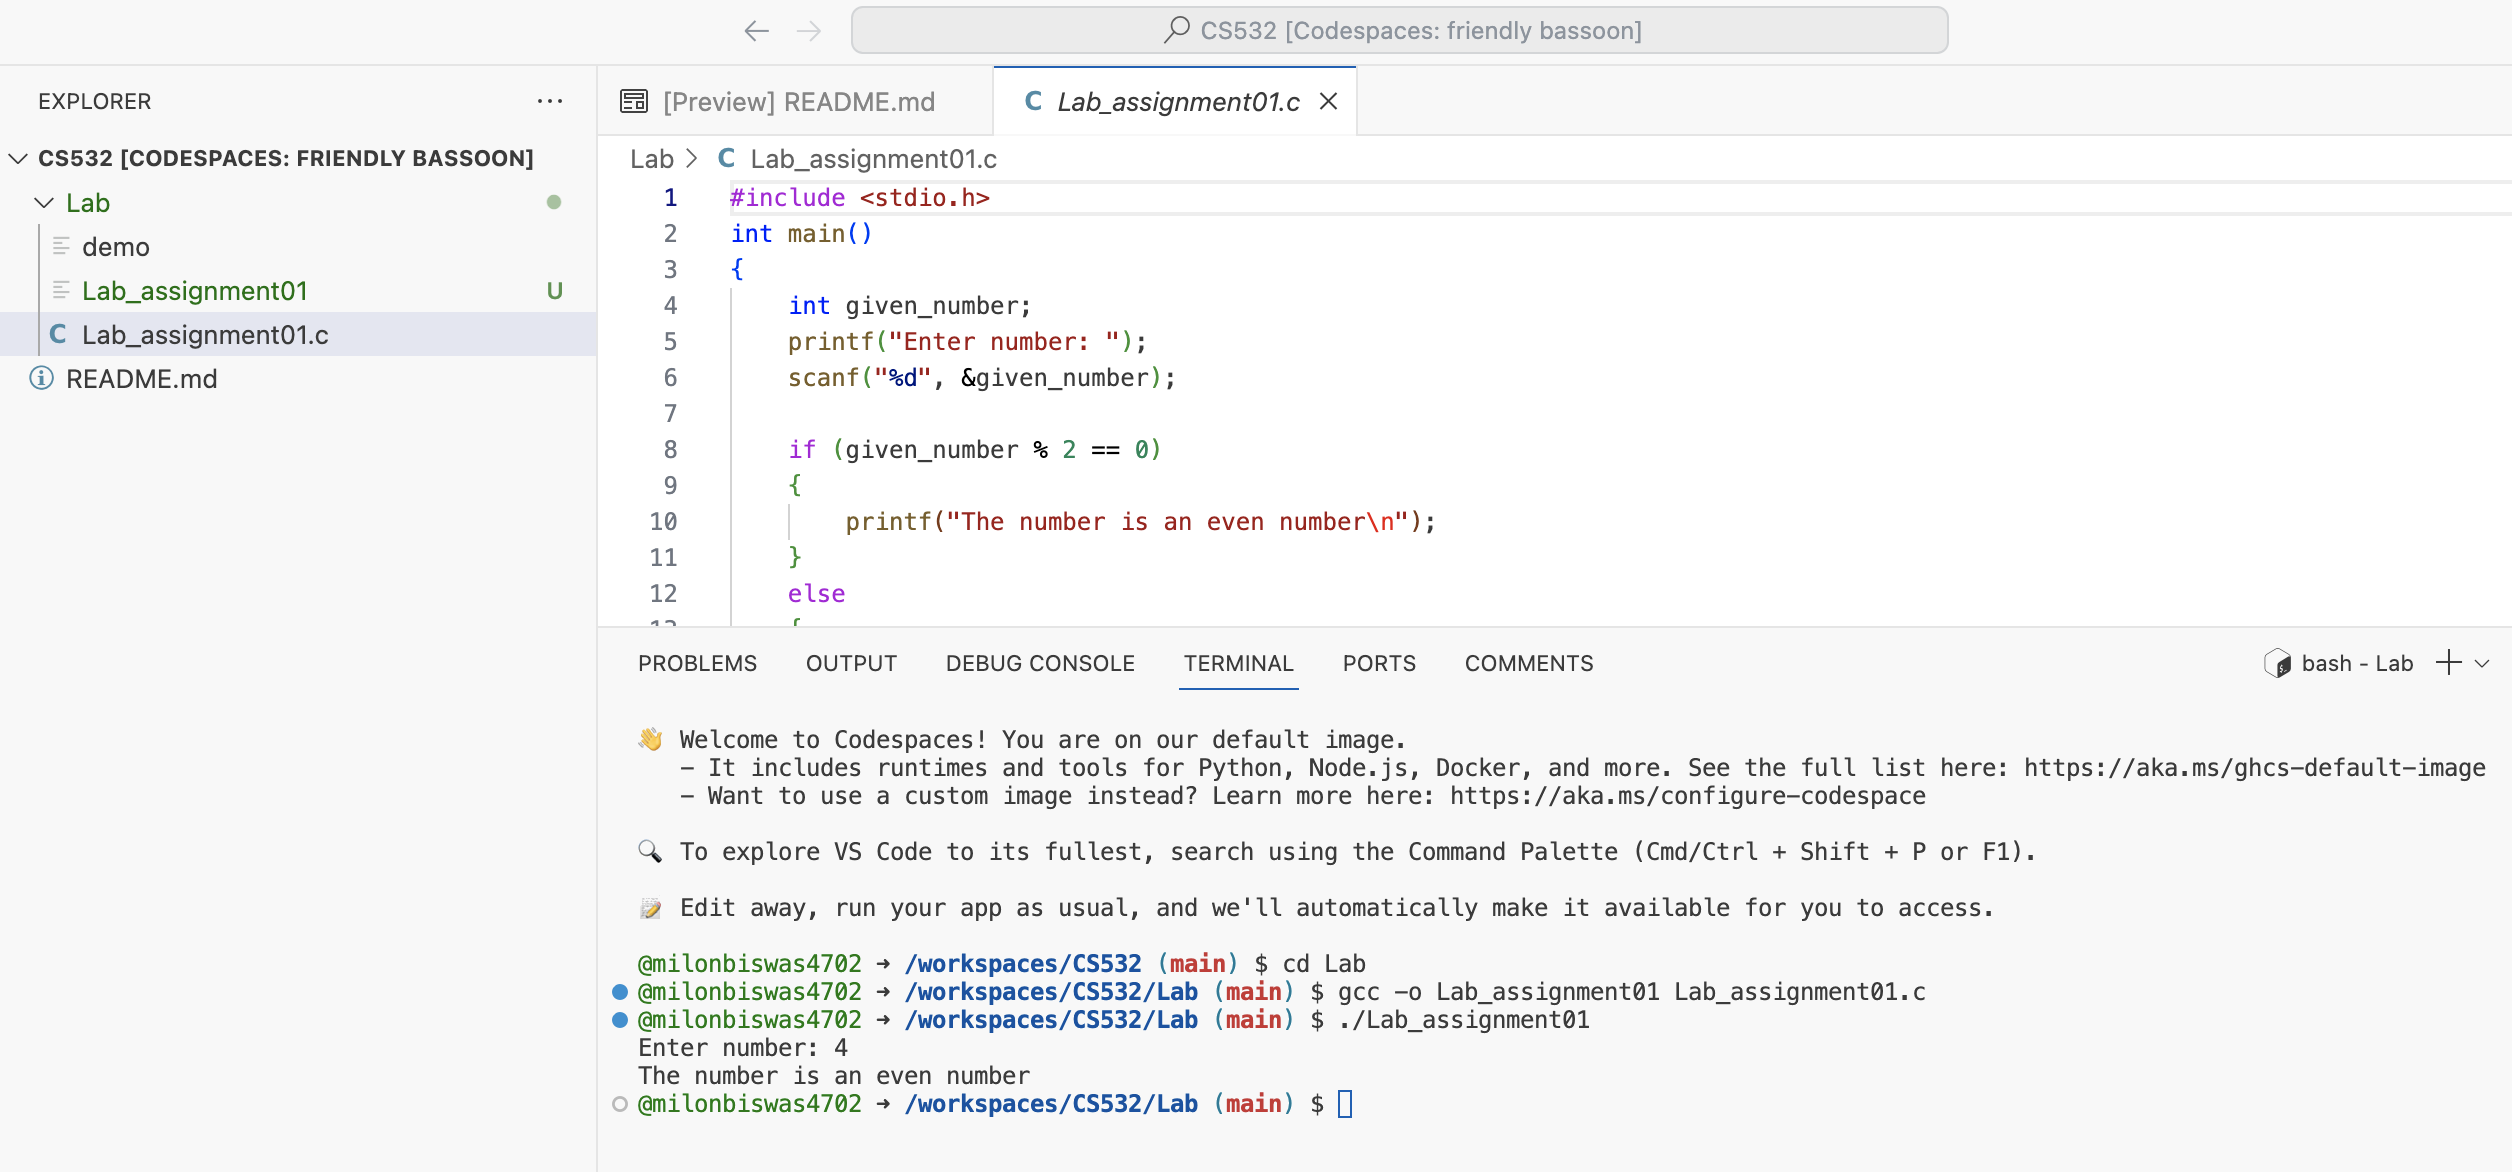 CS532 [Codespaces: friendly bassoon]
EXPLORER
CS532 [CODESPACES: FRIENDLY BASSOON]
Lab
demo
Lab_assignment01 U
C Lab_assignment01.c
README.md
[Preview] README.md
C Lab_assignment01.c
Lab > C Lab_assignment01.c
1 #include <stdio.h>
2 int main()
3 {
4     int given_number;
5     printf("Enter number: ");
6     scanf("%d", &given_number);
7
8     if (given_number % 2 == 0)
9     {
10         printf("The number is an even number\n");
11     }
12     else
13     {
PROBLEMS OUTPUT DEBUG CONSOLE TERMINAL PORTS COMMENTS
bash - Lab
👋 Welcome to Codespaces! You are on our default image.
   - It includes runtimes and tools for Python, Node.js, Docker, and more. See the full list here: https://aka.ms/ghcs-default-image
   - Want to use a custom image instead? Learn more here: https://aka.ms/configure-codespace
🔍 To explore VS Code to its fullest, search using the Command Palette (Cmd/Ctrl + Shift + P or F1).
📝 Edit away, run your app as usual, and we'll automatically make it available for you to access.
@milonbiswas4702 ➜ /workspaces/CS532 (main) $ cd Lab
@milonbiswas4702 ➜ /workspaces/CS532/Lab (main) $ gcc -o Lab_assignment01 Lab_assignment01.c
@milonbiswas4702 ➜ /workspaces/CS532/Lab (main) $ ./Lab_assignment01
Enter number: 4
The number is an even number
@milonbiswas4702 ➜ /workspaces/CS532/Lab (main) $